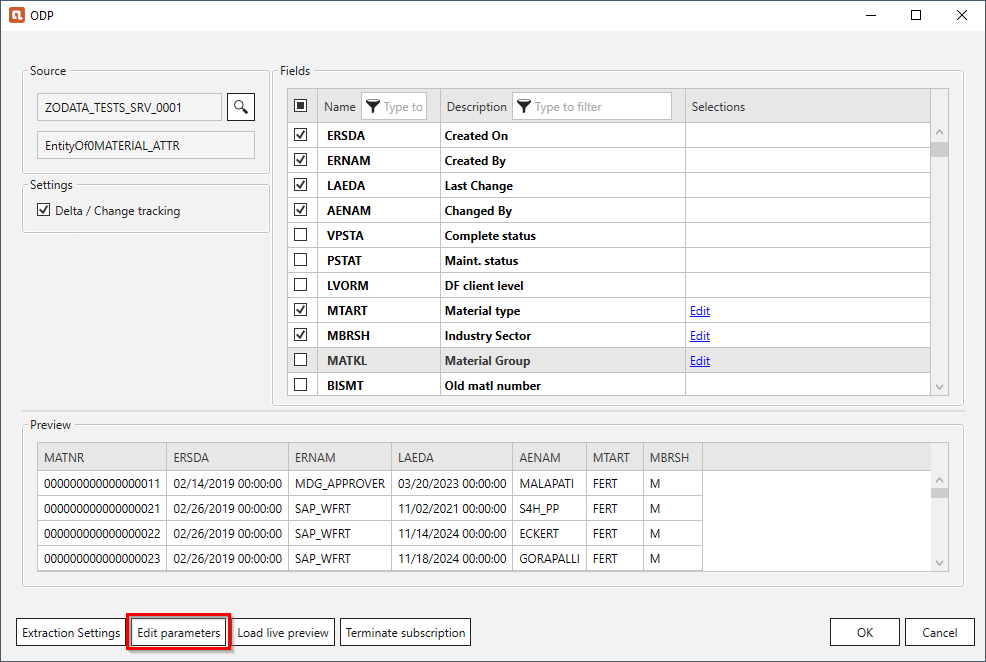 ODP
Source
ZODATA_TESTS_SRV_0001
EntityOf0MATERIAL_ATTR
Settings
Delta / Change tracking
Fields
Name Type to Description Type to filter Selections
ERSDA Created On
ERNAM Created By
LAEDA Last Change
AENAM Changed By
VPSTA Complete status
PSTAT Maint. status
LVORM DF client level
MTART Material type Edit
MBRSH Industry Sector Edit
MATKL Material Group Edit
BISMT Old matl number
Preview
MATNR ERSDA ERNAM LAEDA AENAM MTART MBRSH
000000000000000011 02/14/2019 00:00:00 MDG_APPROVER 03/20/2023 00:00:00 MALAPATI FERT M
000000000000000021 02/26/2019 00:00:00 SAP_WFRT 11/02/2021 00:00:00 S4H_PP FERT M
000000000000000022 02/26/2019 00:00:00 SAP_WFRT 11/14/2024 00:00:00 ECKERT FERT M
000000000000000023 02/26/2019 00:00:00 SAP_WFRT 11/18/2024 00:00:00 GORAPALLI FERT M
Extraction Settings Edit parameters Load live preview Terminate subscription OK Cancel